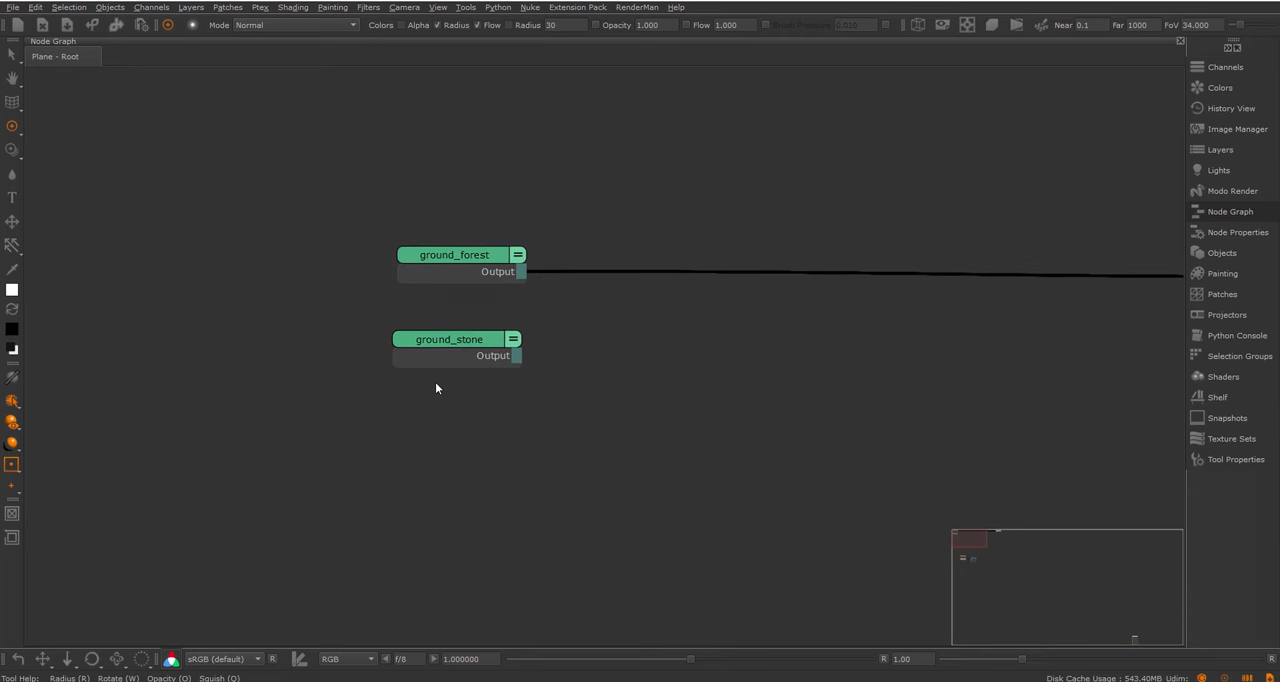 File Edit Selection Objects Channels Layers Patches Ptex Shading Painting Filters Camera View Tools Python Nuke Extension Pack RenderMan Help
Mode Normal Colors Alpha Radius Flow Radius 30 Opacity 1.000 Flow 1.000 Brush Pressure 0.010 Near 0.1 Far 1000 FoV 34.000
Node Graph
Plane - Root
Channels
Colors
History View
Image Manager
Layers
Lights
Modo Render
Node Graph
Node Properties
Objects
Painting
Patches
Projectors
Python Console
Selection Groups
Shaders
Shelf
Snapshots
Texture Sets
Tool Properties
ground_forest
Output
ground_stone
Output
sRGB (default) R RGB f/8 1.000000 R 1.00 R
Tool Help: Radius (R) Rotate (W) Opacity (O) Squish (Q) Disk Cache Usage : 543.40MB Udim: